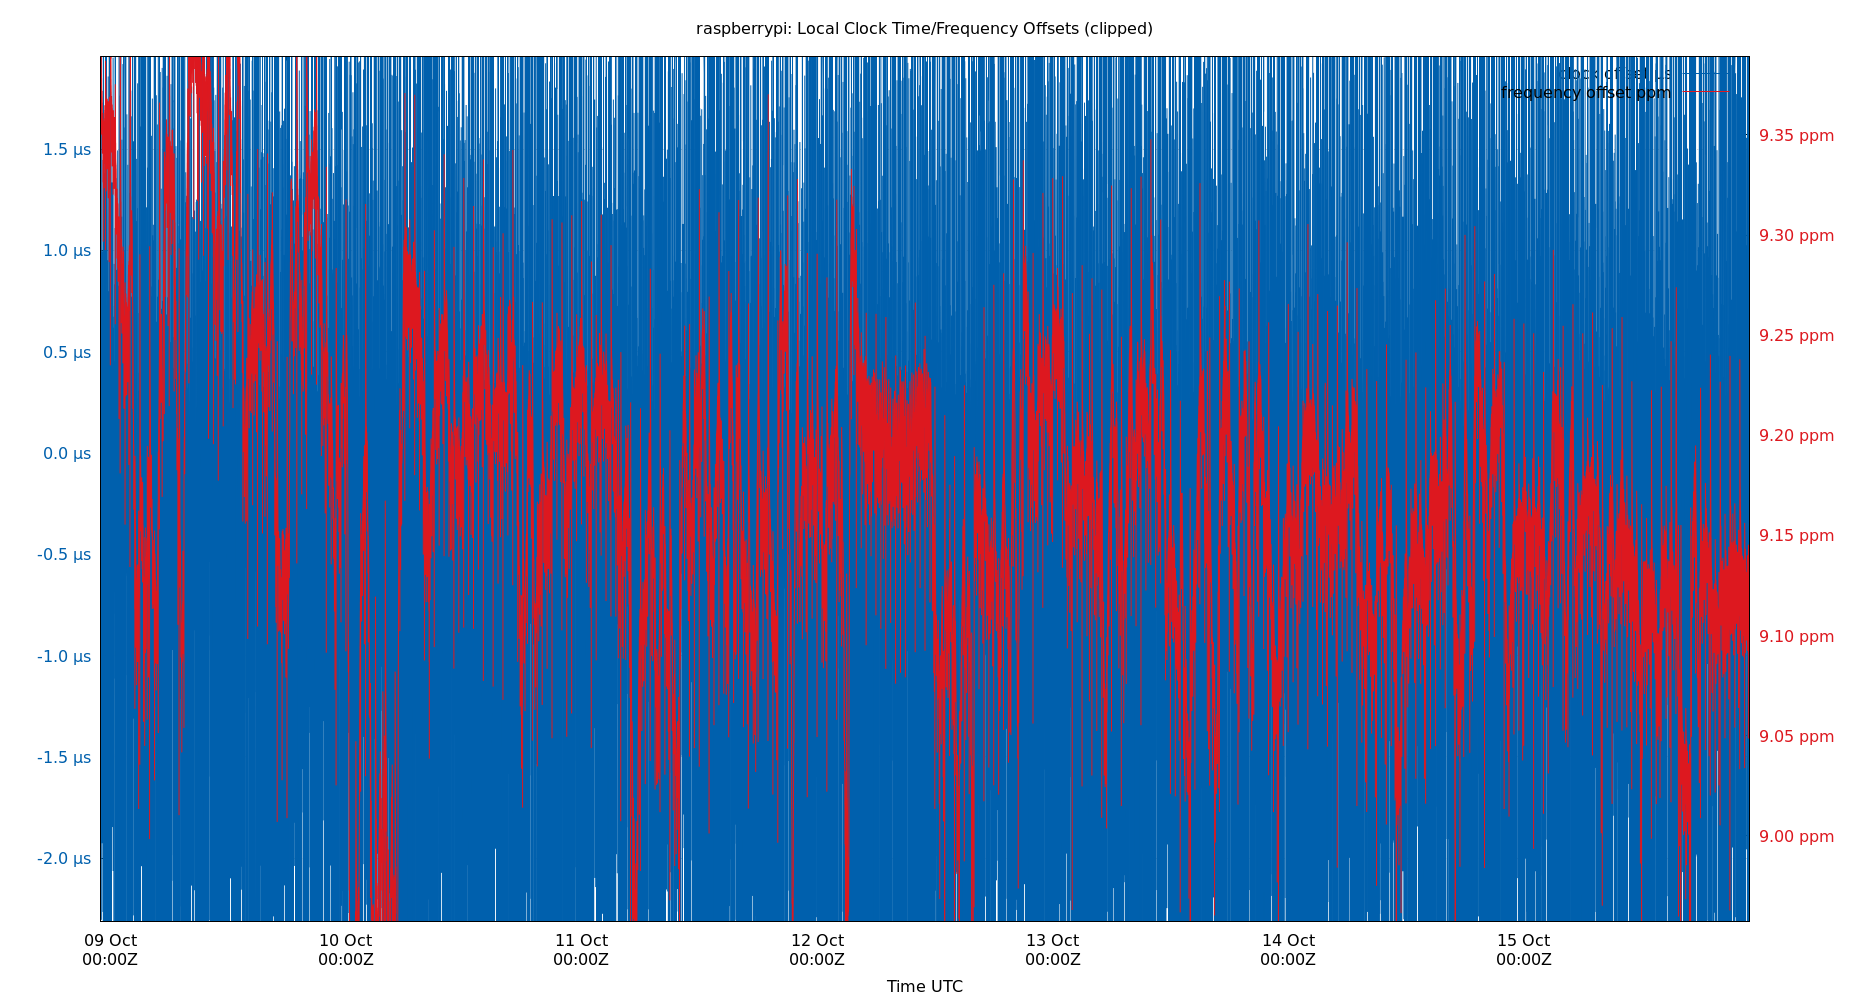 raspberrypi: Local Clock Time/Frequency Offsets (clipped)
clock offset µs
frequency offset ppm
1.5 µs
1.0 µs
0.5 µs
0.0 µs
-0.5 µs
-1.0 µs
-1.5 µs
-2.0 µs
9.35 ppm
9.30 ppm
9.25 ppm
9.20 ppm
9.15 ppm
9.10 ppm
9.05 ppm
9.00 ppm
09 Oct 10 Oct 11 Oct 12 Oct 13 Oct 14 Oct 15 Oct
00:00Z 00:00Z 00:00Z 00:00Z 00:00Z 00:00Z 00:00Z
Time UTC